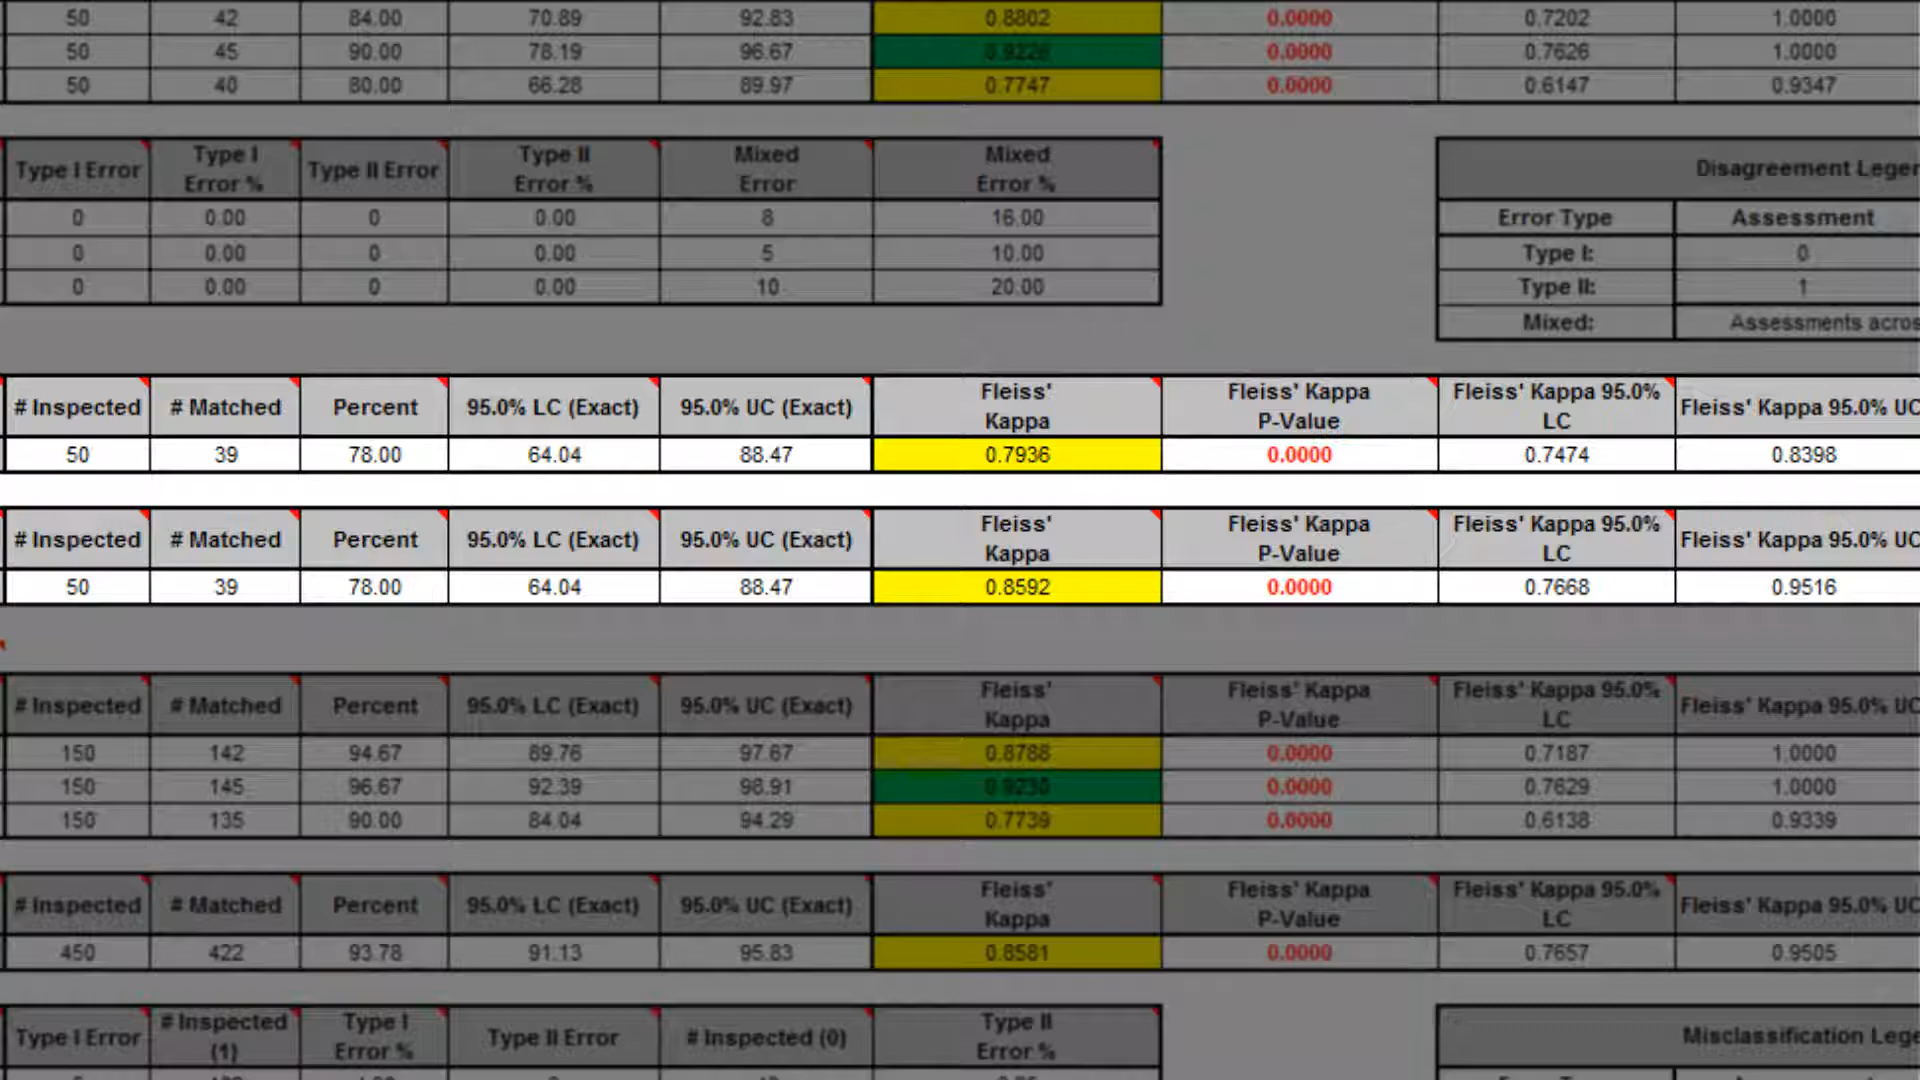 50 42 84.00 70.89 92.83 0.8802 0.0000 0.7202 1.0000
50 45 90.00 78.19 96.67 0.9226 0.0000 0.7626 1.0000
50 40 80.00 66.28 89.97 0.7747 0.0000 0.6147 0.9347
Type I Error Type I Error % Type II Error Type II Error % Mixed Error Mixed Error %
0 0.00 0 0.00 8 16.00
0 0.00 0 0.00 5 10.00
0 0.00 0 0.00 10 20.00
Disagreement Leger
Error Type Assessment
Type I: 0
Type II: 1
Mixed: Assessments acros
# Inspected # Matched Percent 95.0% LC (Exact) 95.0% UC (Exact) Fleiss' Kappa Fleiss' Kappa P-Value Fleiss' Kappa 95.0% LC Fleiss' Kappa 95.0% UC
50 39 78.00 64.04 88.47 0.7936 0.0000 0.7474 0.8398
# Inspected # Matched Percent 95.0% LC (Exact) 95.0% UC (Exact) Fleiss' Kappa Fleiss' Kappa P-Value Fleiss' Kappa 95.0% LC Fleiss' Kappa 95.0% UC
50 39 78.00 64.04 88.47 0.8592 0.0000 0.7668 0.9516
# Inspected # Matched Percent 95.0% LC (Exact) 95.0% UC (Exact) Fleiss' Kappa Fleiss' Kappa P-Value Fleiss' Kappa 95.0% LC Fleiss' Kappa 95.0% UC
150 142 94.67 89.76 97.67 0.8788 0.0000 0.7187 1.0000
150 145 96.67 92.39 98.91 0.9230 0.0000 0.7629 1.0000
150 135 90.00 84.04 94.29 0.7739 0.0000 0.6138 0.9339
# Inspected # Matched Percent 95.0% LC (Exact) 95.0% UC (Exact) Fleiss' Kappa Fleiss' Kappa P-Value Fleiss' Kappa 95.0% LC Fleiss' Kappa 95.0% UC
450 422 93.78 91.13 95.83 0.8581 0.0000 0.7657 0.9505
Type I Error # Inspected (1) Type I Error % Type II Error # Inspected (0) Type II Error %
Misclassification Lege